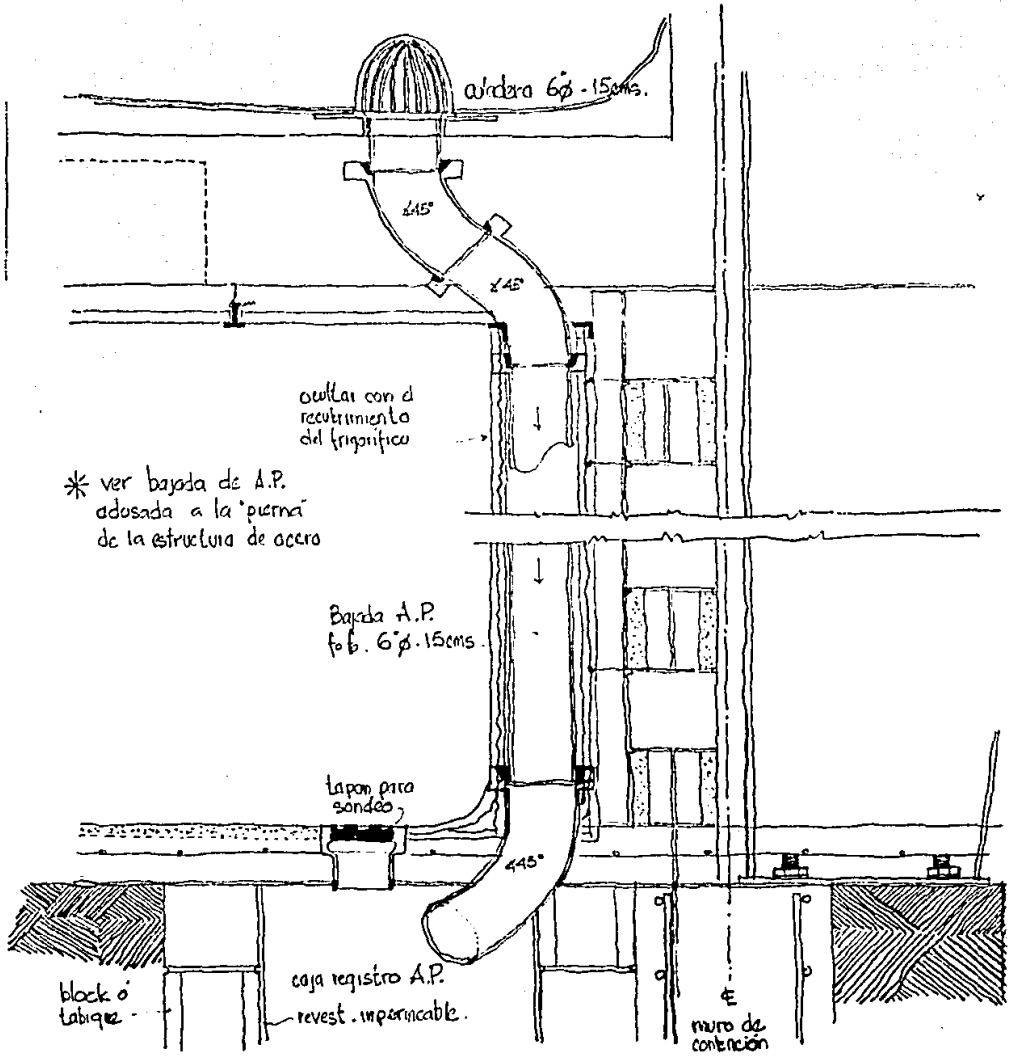 coladera 6"ø-15cms.
∡45°
∡45°
ocultar con el
recubrimiento
del frigorífico
* ver bajada de A.P.
adosada a la "pierna"
de la estructura de acero
Bajada A.P.
fo.fo. 6"ø-15cms.
tapon para
sondeo
∡45°
caja registro A.P.
revest. impermeable.
block ó
tabique
℄
muro de
contención